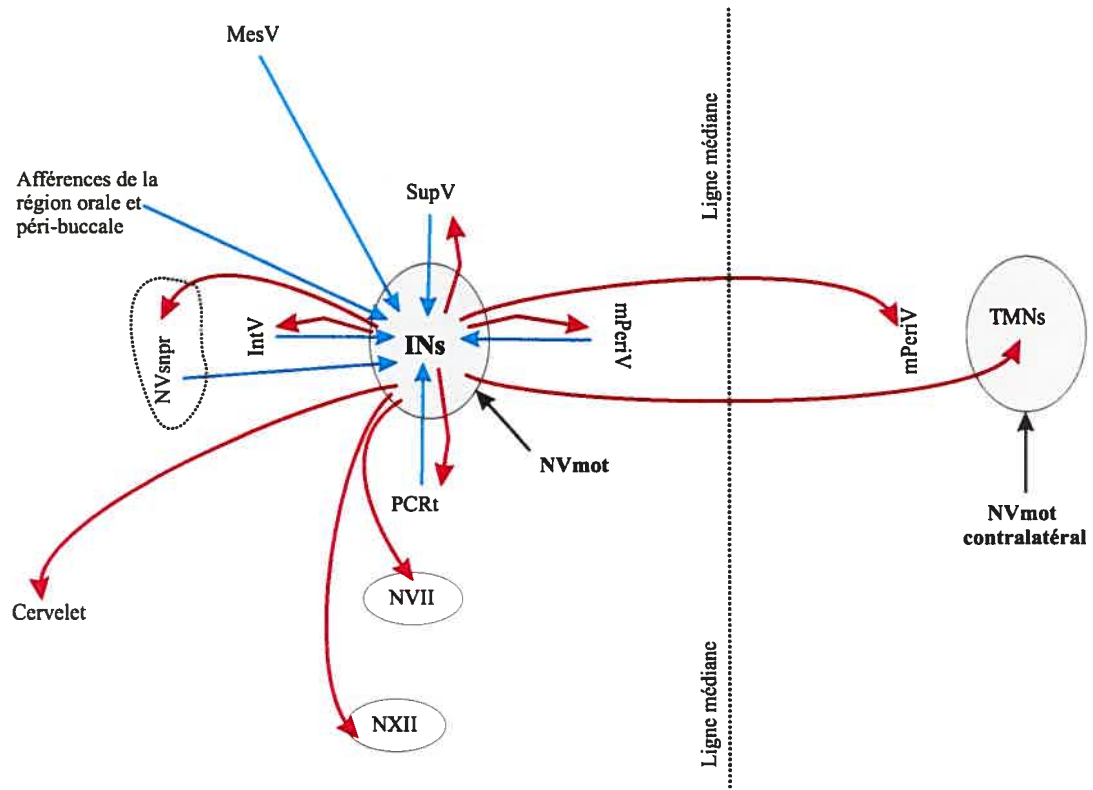 MesV
Ligne médiane
Afférences de la
région orale et
péri-buccale
SupV
NVsnpr
IntV
INs
mPeriV
mPeriV
TMNs
NVmot
PCRt
NVmot
contralatéral
Cervelet
NVII
NXII
Ligne médiane